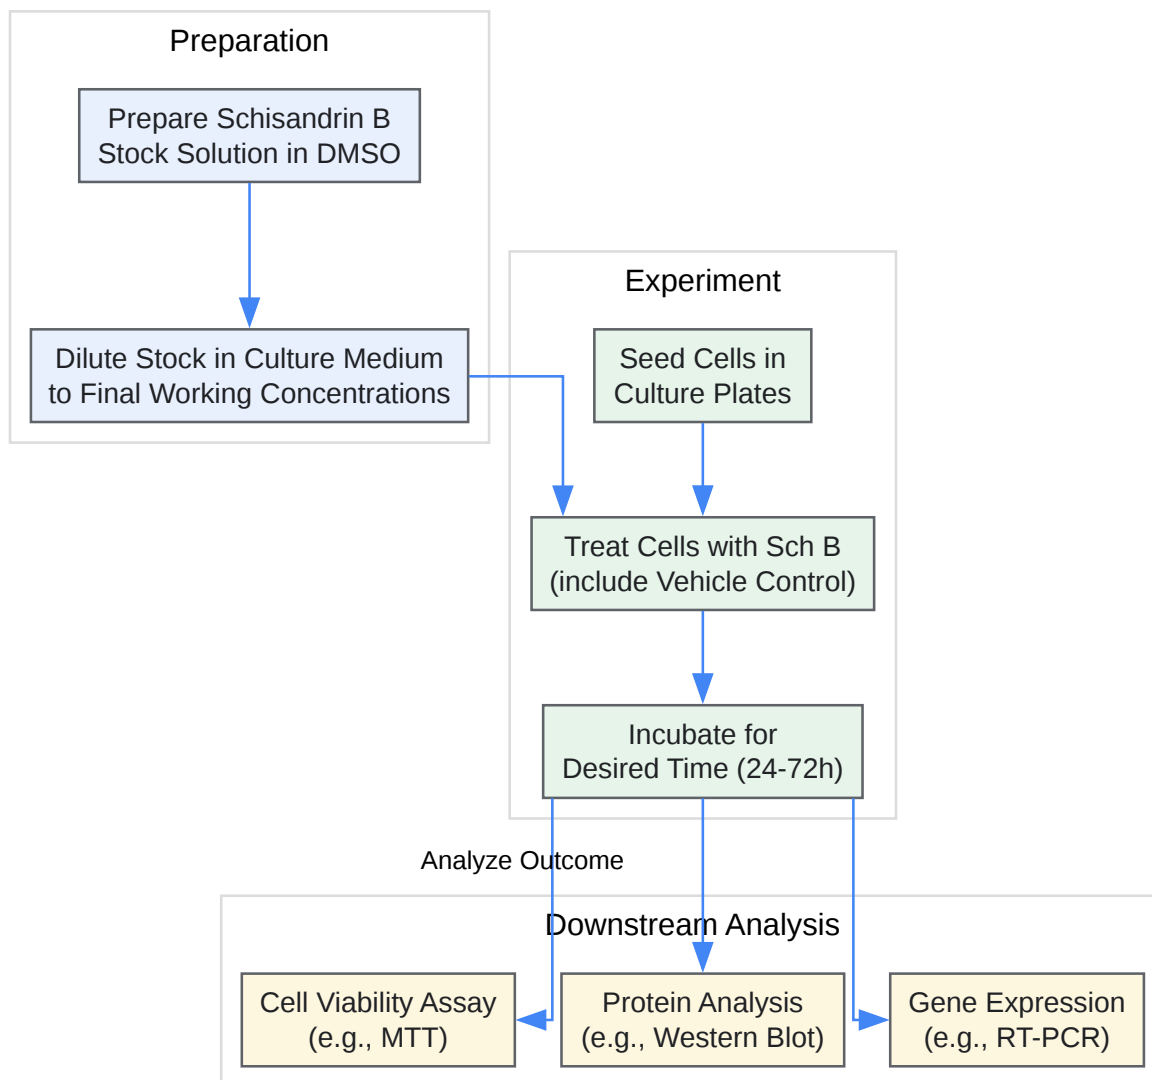 Preparation
Prepare Schisandrin B
Stock Solution in DMSO
Dilute Stock in Culture Medium
to Final Working Concentrations
Experiment
Seed Cells in
Culture Plates
Treat Cells with Sch B
(include Vehicle Control)
Incubate for
Desired Time (24-72h)
Analyze Outcome
Downstream Analysis
Cell Viability Assay
(e.g., MTT)
Protein Analysis
(e.g., Western Blot)
Gene Expression
(e.g., RT-PCR)